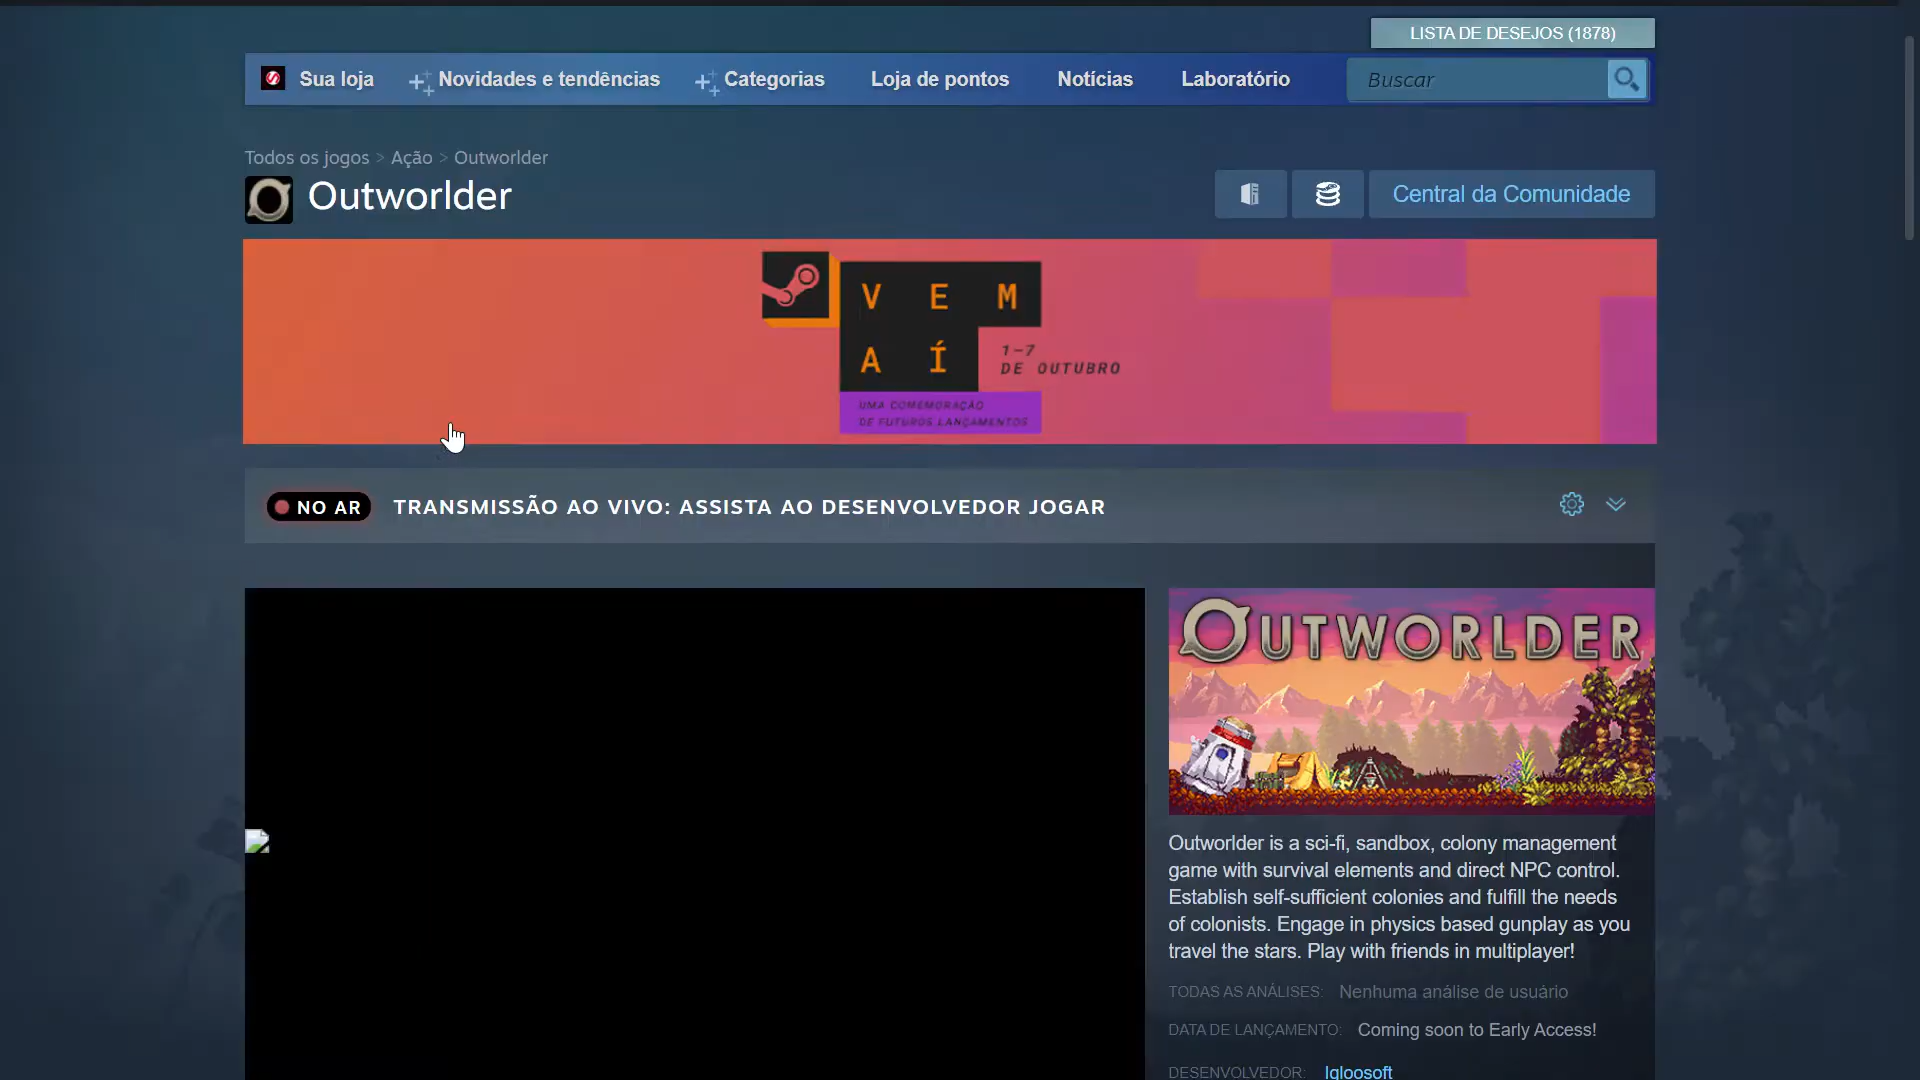 LISTA DE DESEJOS (1878)
Sua loja Novidades e tendências Categorias Loja de pontos Notícias Laboratório Buscar
Todos os jogos > Ação > Outworlder
Outworlder
Central da Comunidade
VEM
AÍ
1-7
DE OUTUBRO
UMA COMEMORAÇÃO
DE FUTUROS LANÇAMENTOS
NO AR TRANSMISSÃO AO VIVO: ASSISTA AO DESENVOLVEDOR JOGAR
OUTWORLDER
Outworlder is a sci-fi, sandbox, colony management
game with survival elements and direct NPC control.
Establish self-sufficient colonies and fulfill the needs
of colonists. Engage in physics based gunplay as you
travel the stars. Play with friends in multiplayer!
TODAS AS ANÁLISES: Nenhuma análise de usuário
DATA DE LANÇAMENTO: Coming soon to Early Access!
DESENVOLVEDOR: Igloosoft